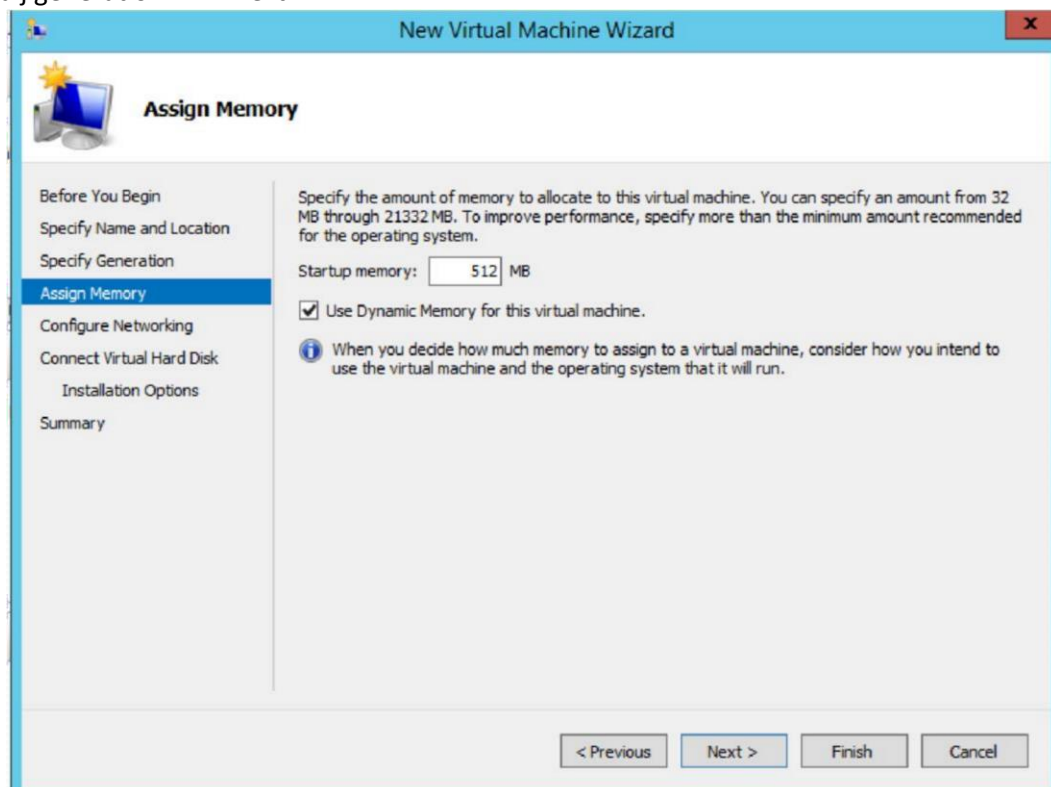 New Virtual Machine Wizard
x
Assign Memory
Before You Begin
Specify Name and Location
Specify Generation
Assign Memory
Configure Networking
Connect Virtual Hard Disk
Installation Options
Summary
Specify the amount of memory to allocate to this virtual machine. You can specify an amount from 32
MB through 21332 MB. To improve performance, specify more than the minimum amount recommended
for the operating system.
Startup memory: 512 MB
Use Dynamic Memory for this virtual machine.
When you decide how much memory to assign to a virtual machine, consider how you intend to
use the virtual machine and the operating system that it will run.
< Previous
Next >
Finish
Cancel